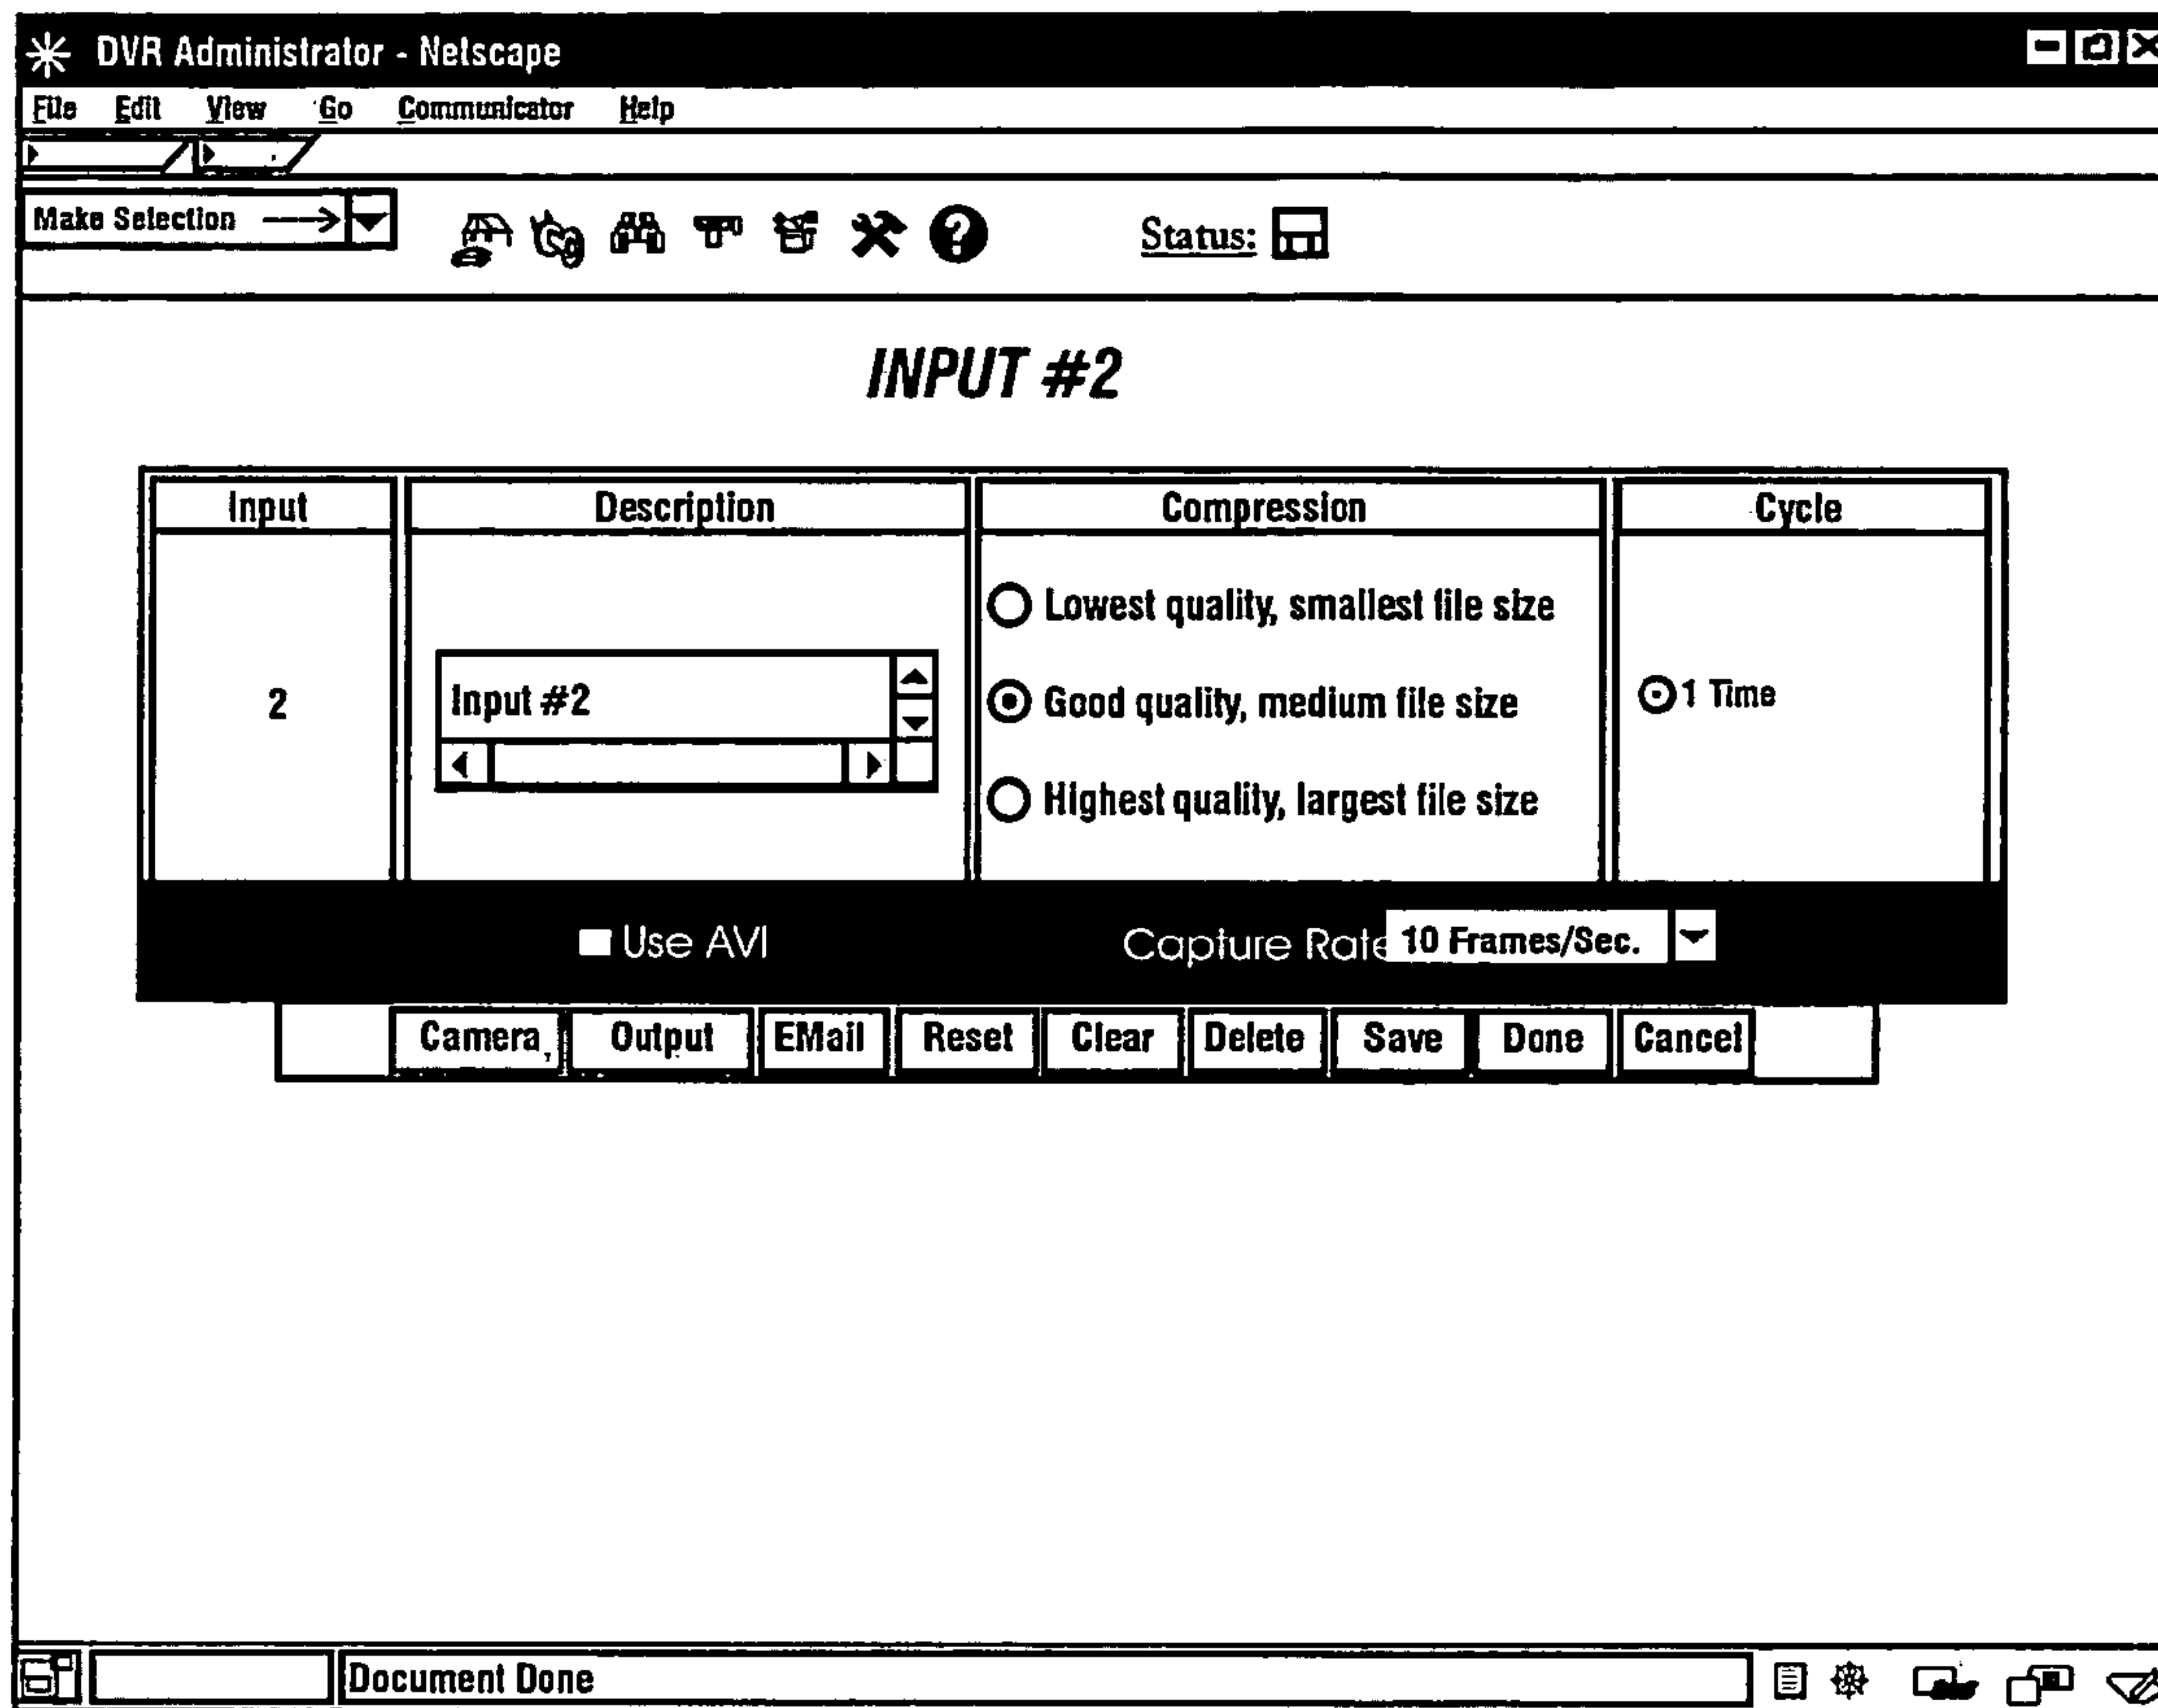 DVR Administrator - Netscape
File Edit View Go Communicator Help
Make Selection
Status:
INPUT #2
Input Description Compression Cycle
Lowest quality, smallest file size
2 Input #2 Good quality, medium file size 1 Time
Highest quality, largest file size
Use AVI Capture Rate 10 Frames/Sec.
Camera Output EMail Reset Clear Delete Save Done Cancel
Document Done